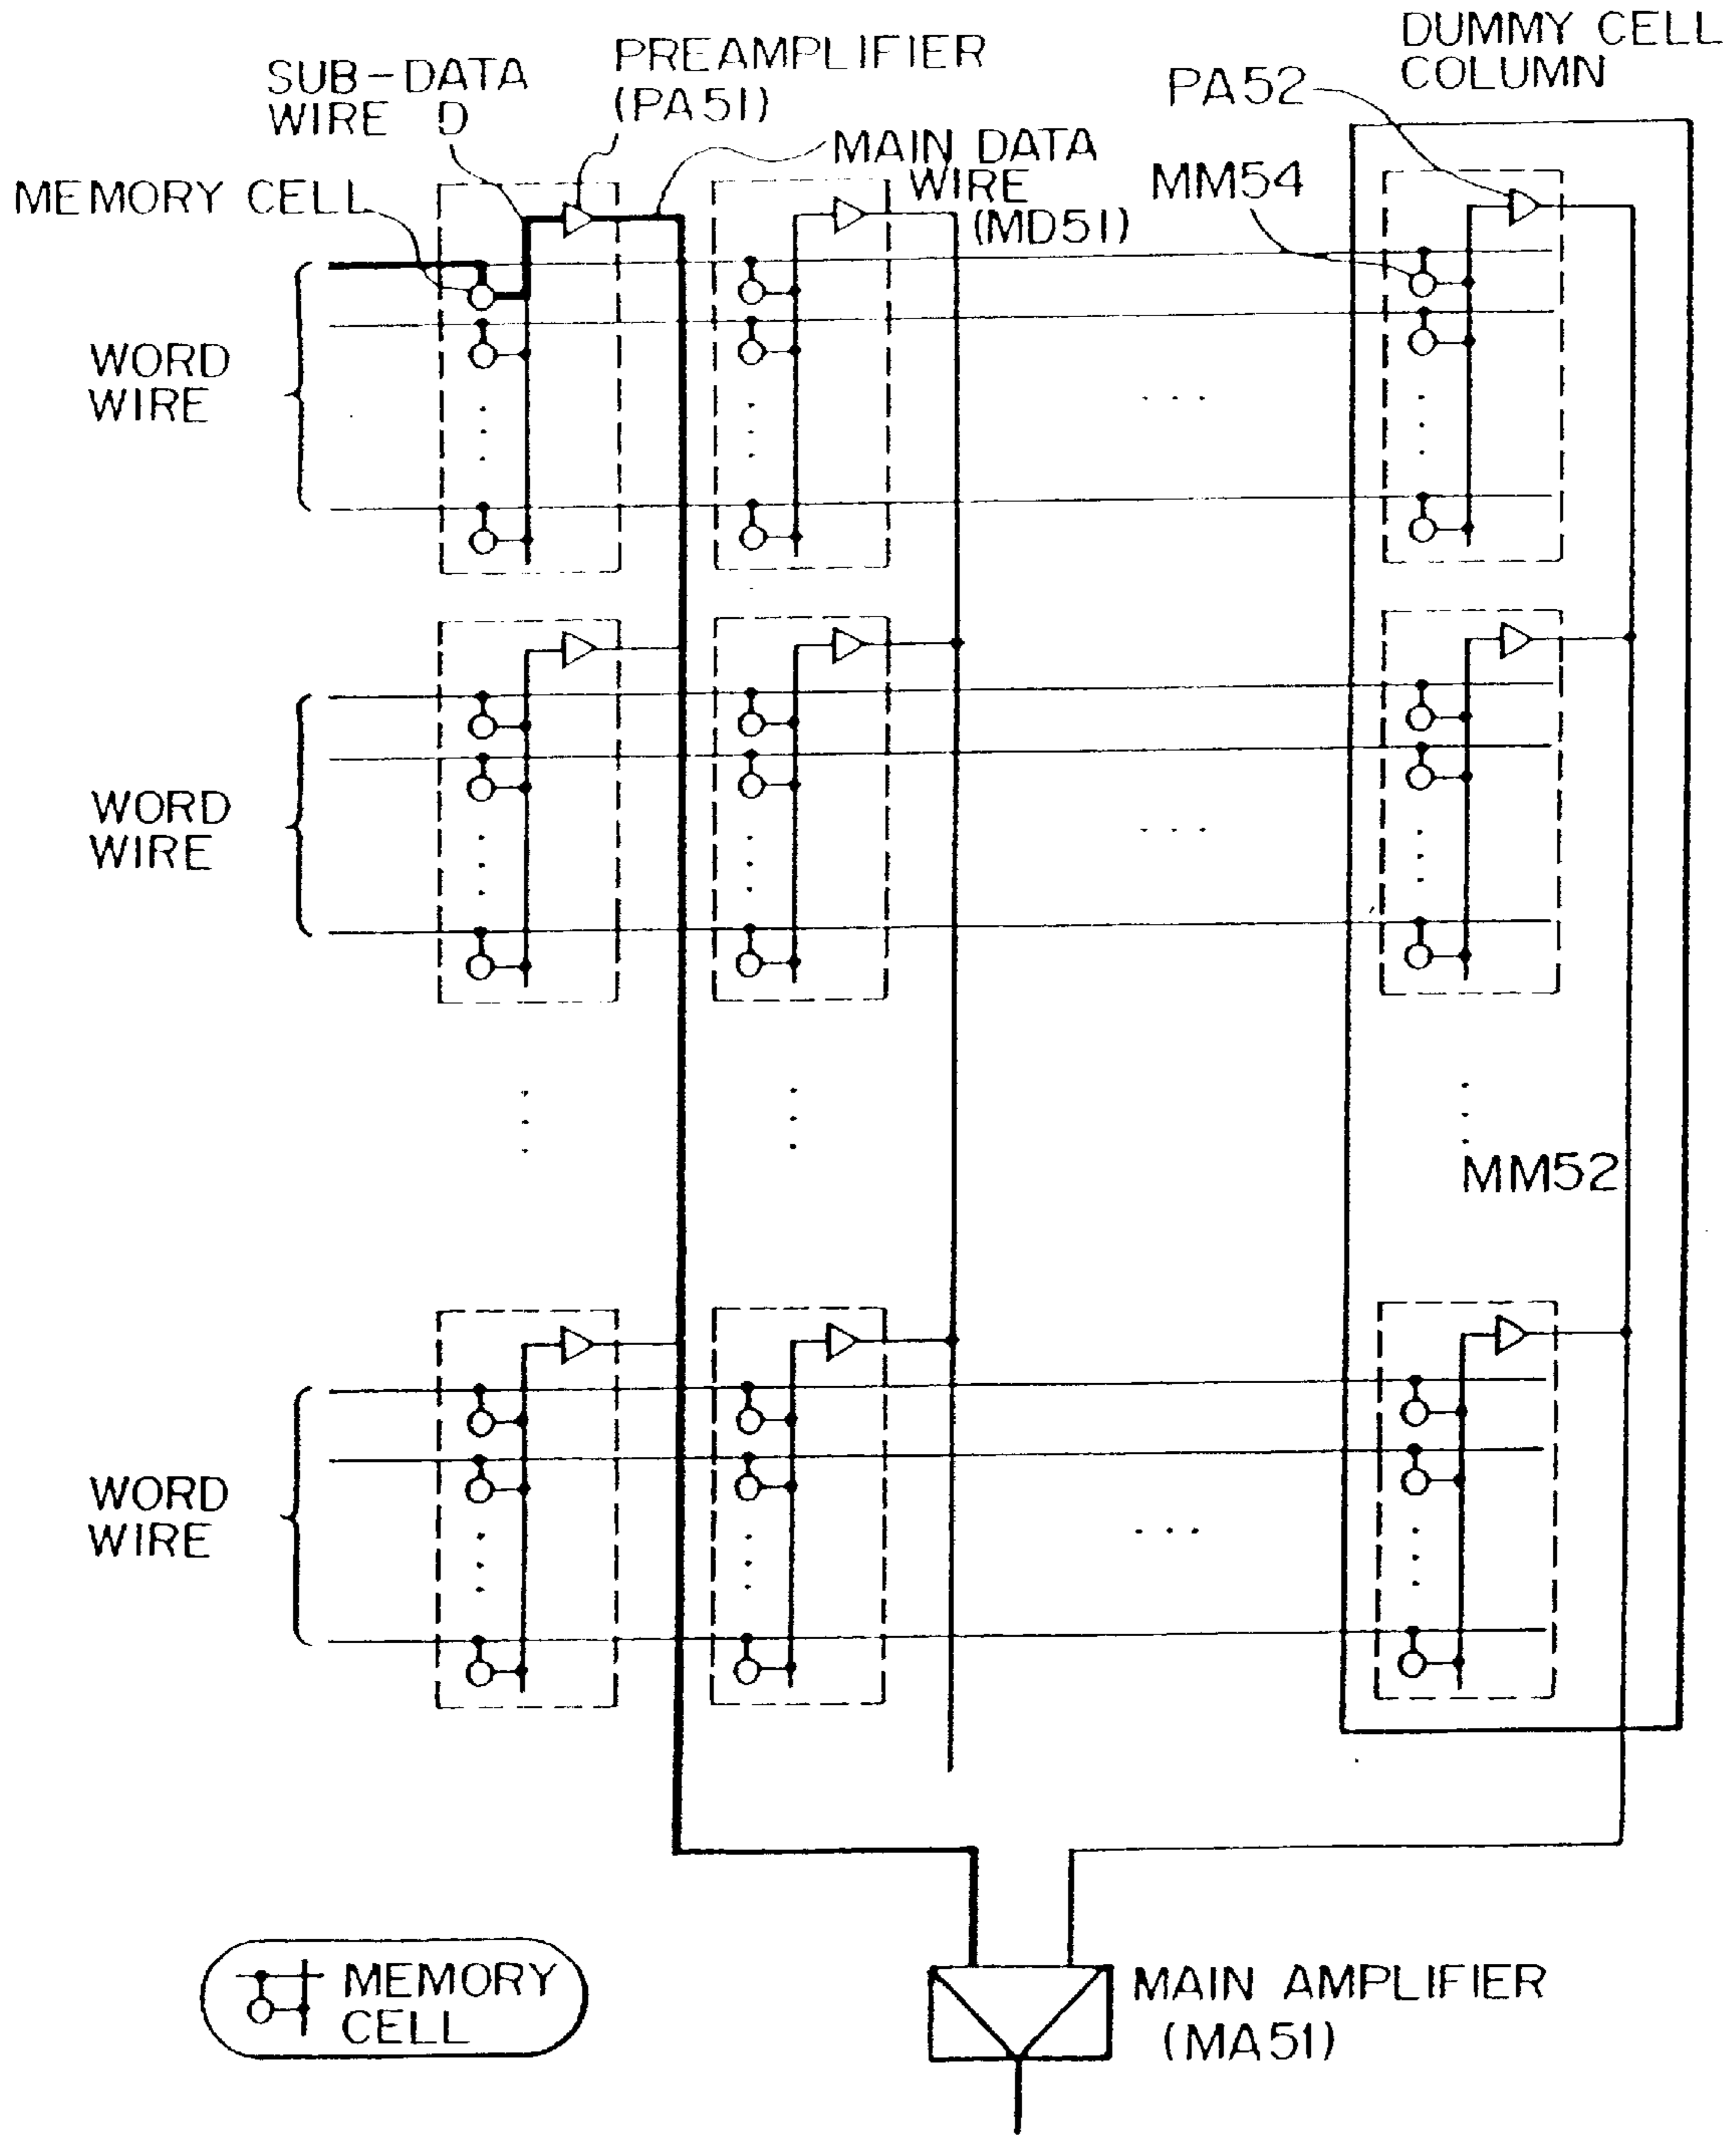 DUMMY CELL
COLUMN
PREAMPLIFIER
(PA51)
SUB-DATA
WIRE D
PA52
MAIN DATA
WIRE
(MD51)
MM54
MEMORY CELL
WORD
WIRE
WORD
WIRE
MM52
WORD
WIRE
MEMORY
CELL
MAIN AMPLIFIER
(MA51)